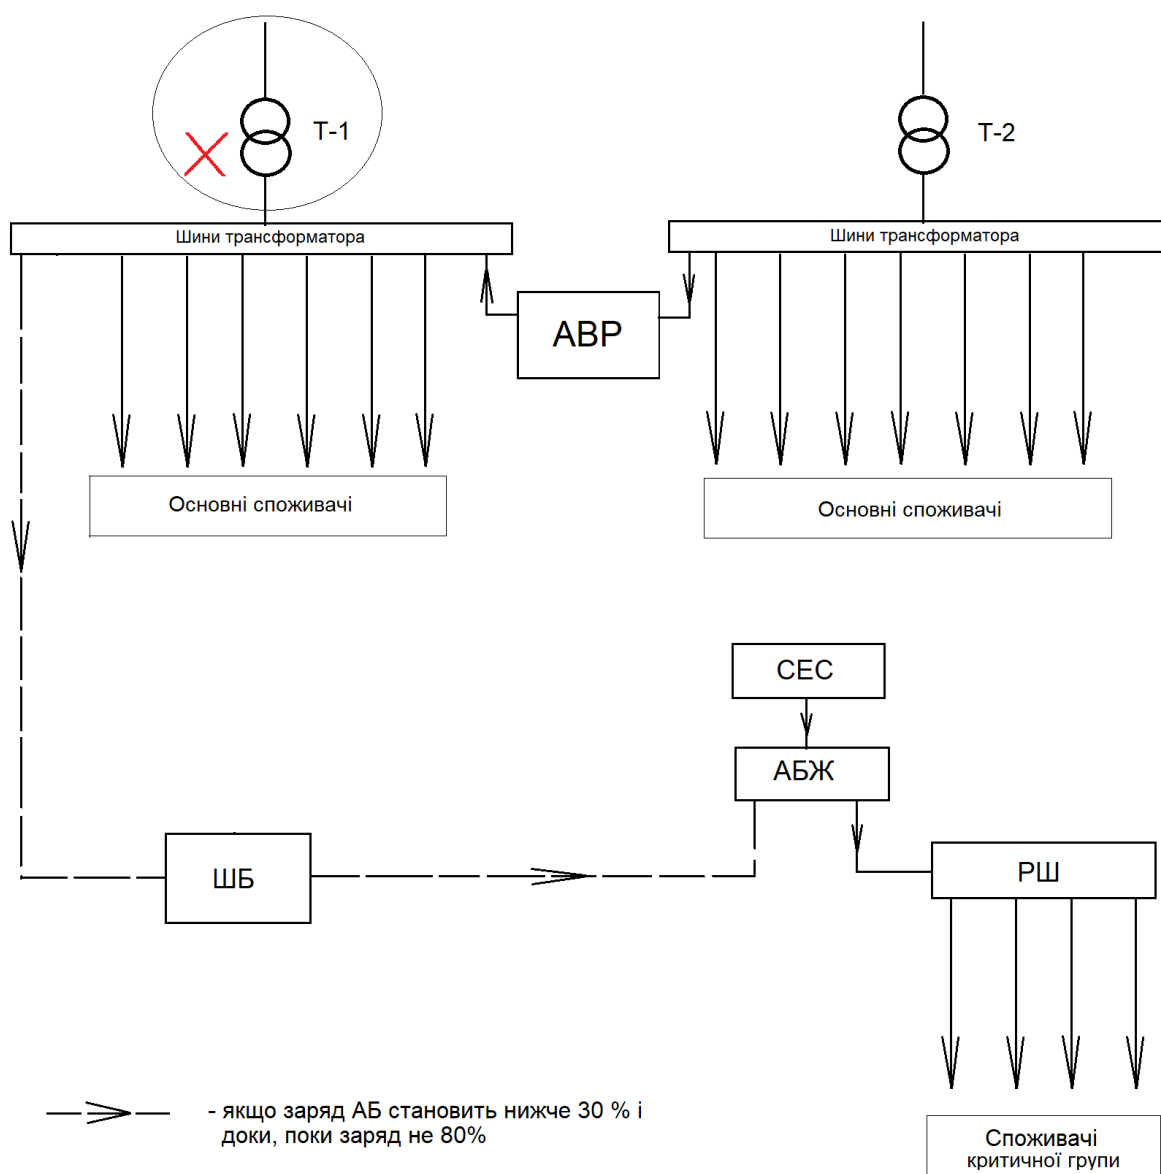 Т-1
Т-2
Шини трансформатора
Шини трансформатора
АВР
Основні споживачі
Основні споживачі
СЕС
АБЖ
ШБ
РШ
- якщо заряд АБ становить нижче 30 % і
доки, поки заряд не 80%
Споживачі
критичної групи